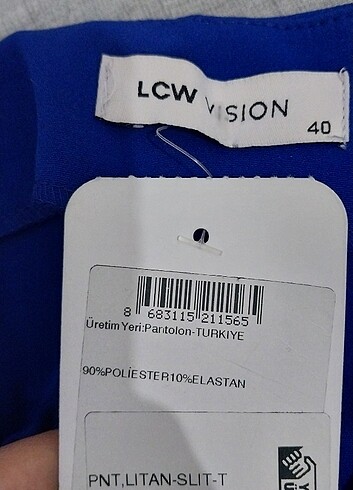 LCW VISION
40
8 683115 211565
Üretim Yeri:Pantolon-TURKIYE
90%POLİESTER10%ELASTAN
PNT,LITAN-SLIT-T